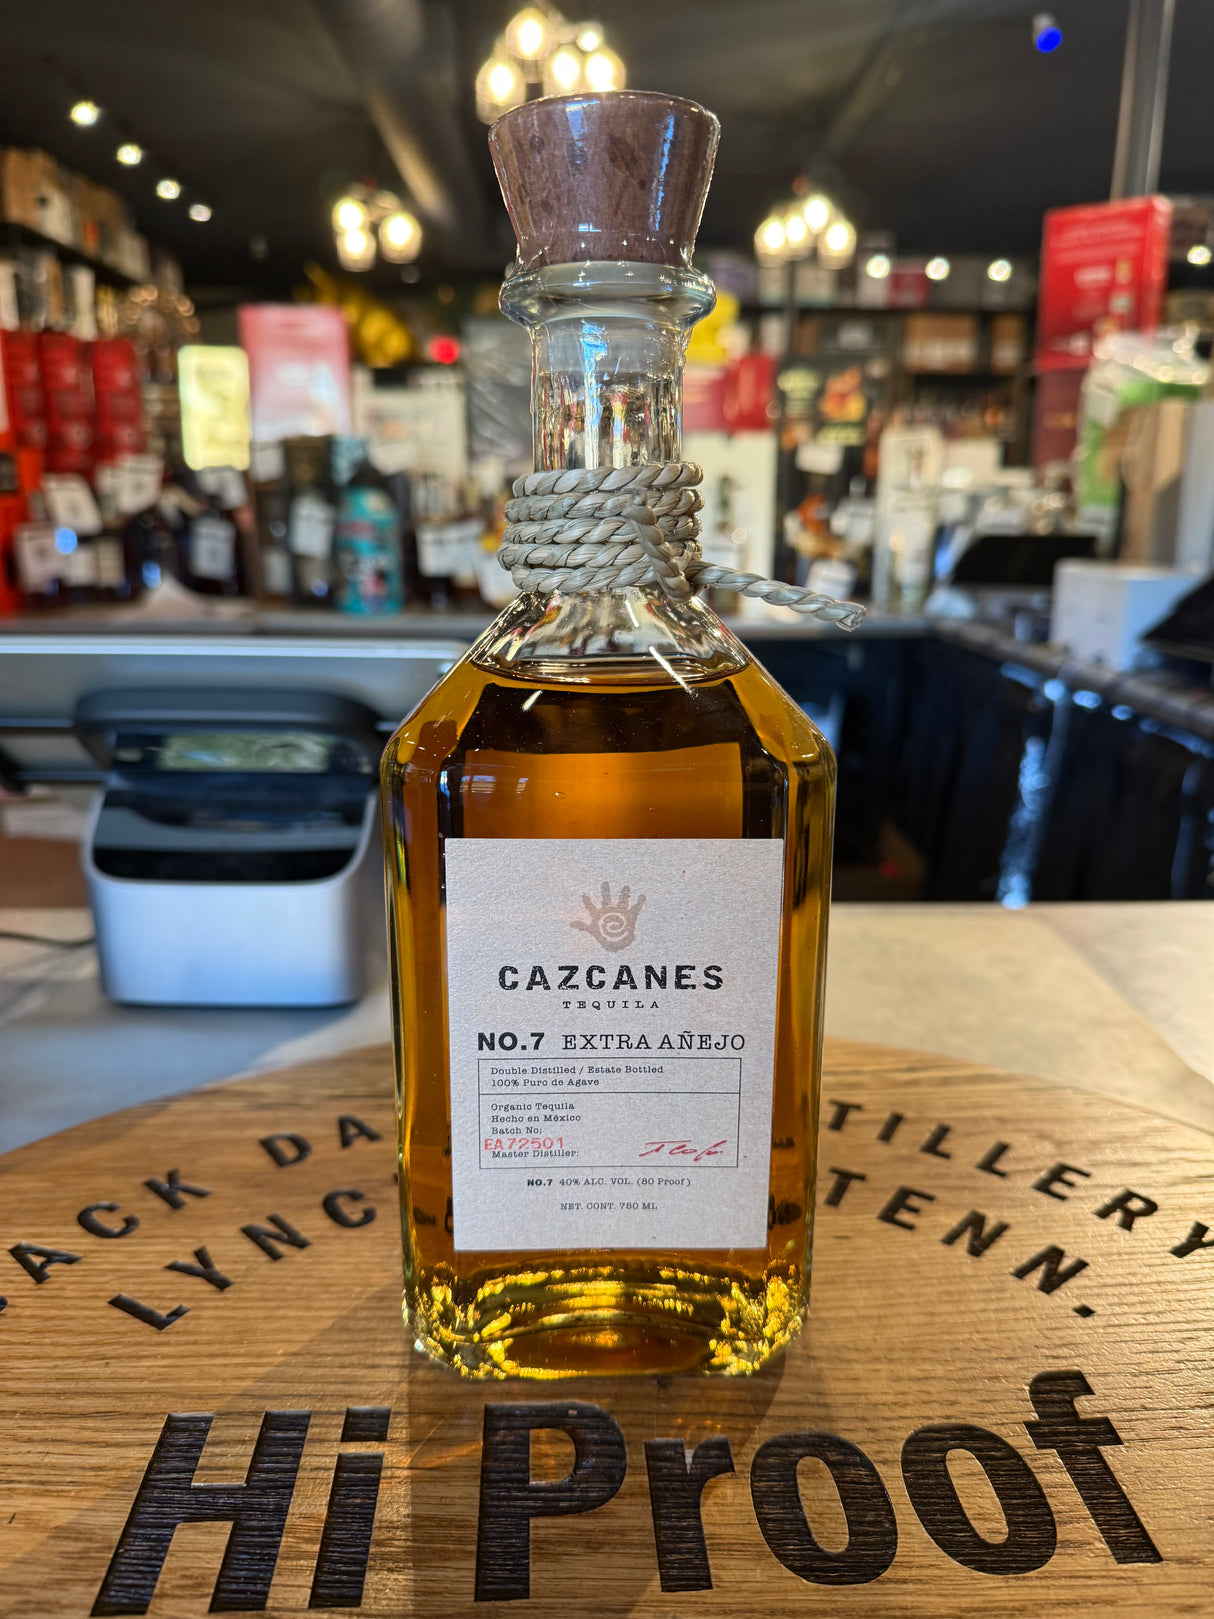 CAZCANES
TEQUILA
NO.7 EXTRA AÑEJO
Double Distilled / Estate Bottled
100% Puro de Agave
Organic Tequila
Hecho en México
Batch No:
EA72501
Master Distiller:
NO.7 40% ALC. VOL. (80 Proof)
NET. CONT. 750 ML
ACK DA TILLERY
LYNC TENN.
Hi Proof